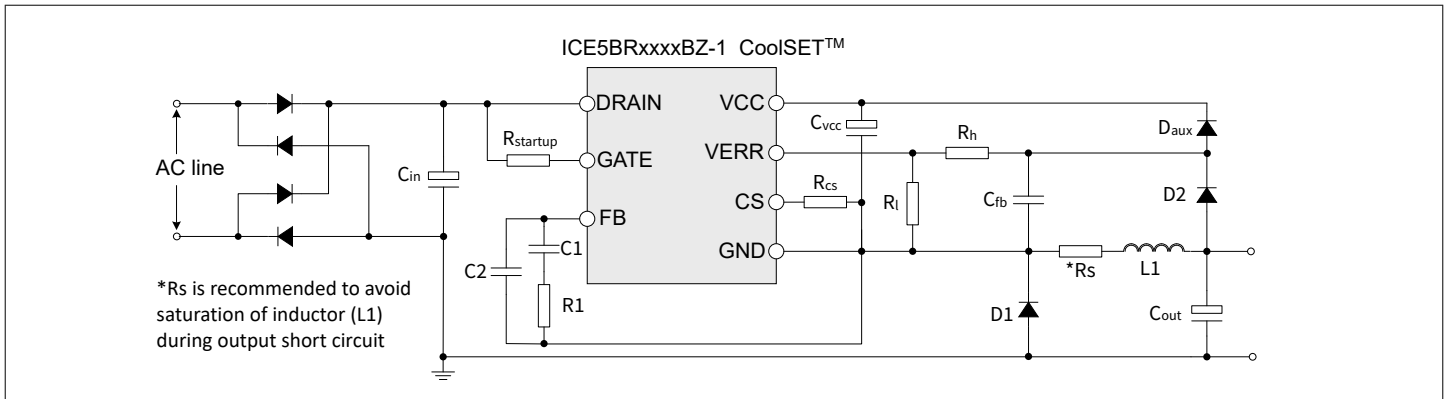 ICE5BRxxxxBZ-1 CoolSET™
DRAIN
VCC
Cvcc
Daux
Rstartup
Rh
GATE
VERR
AC line
Cin
Rcs
D2
CS
Rl
Cfb
FB
C1
GND
C2
*Rs
L1
*Rs is recommended to avoid
saturation of inductor (L1)
during output short circuit
R1
D1
Cout